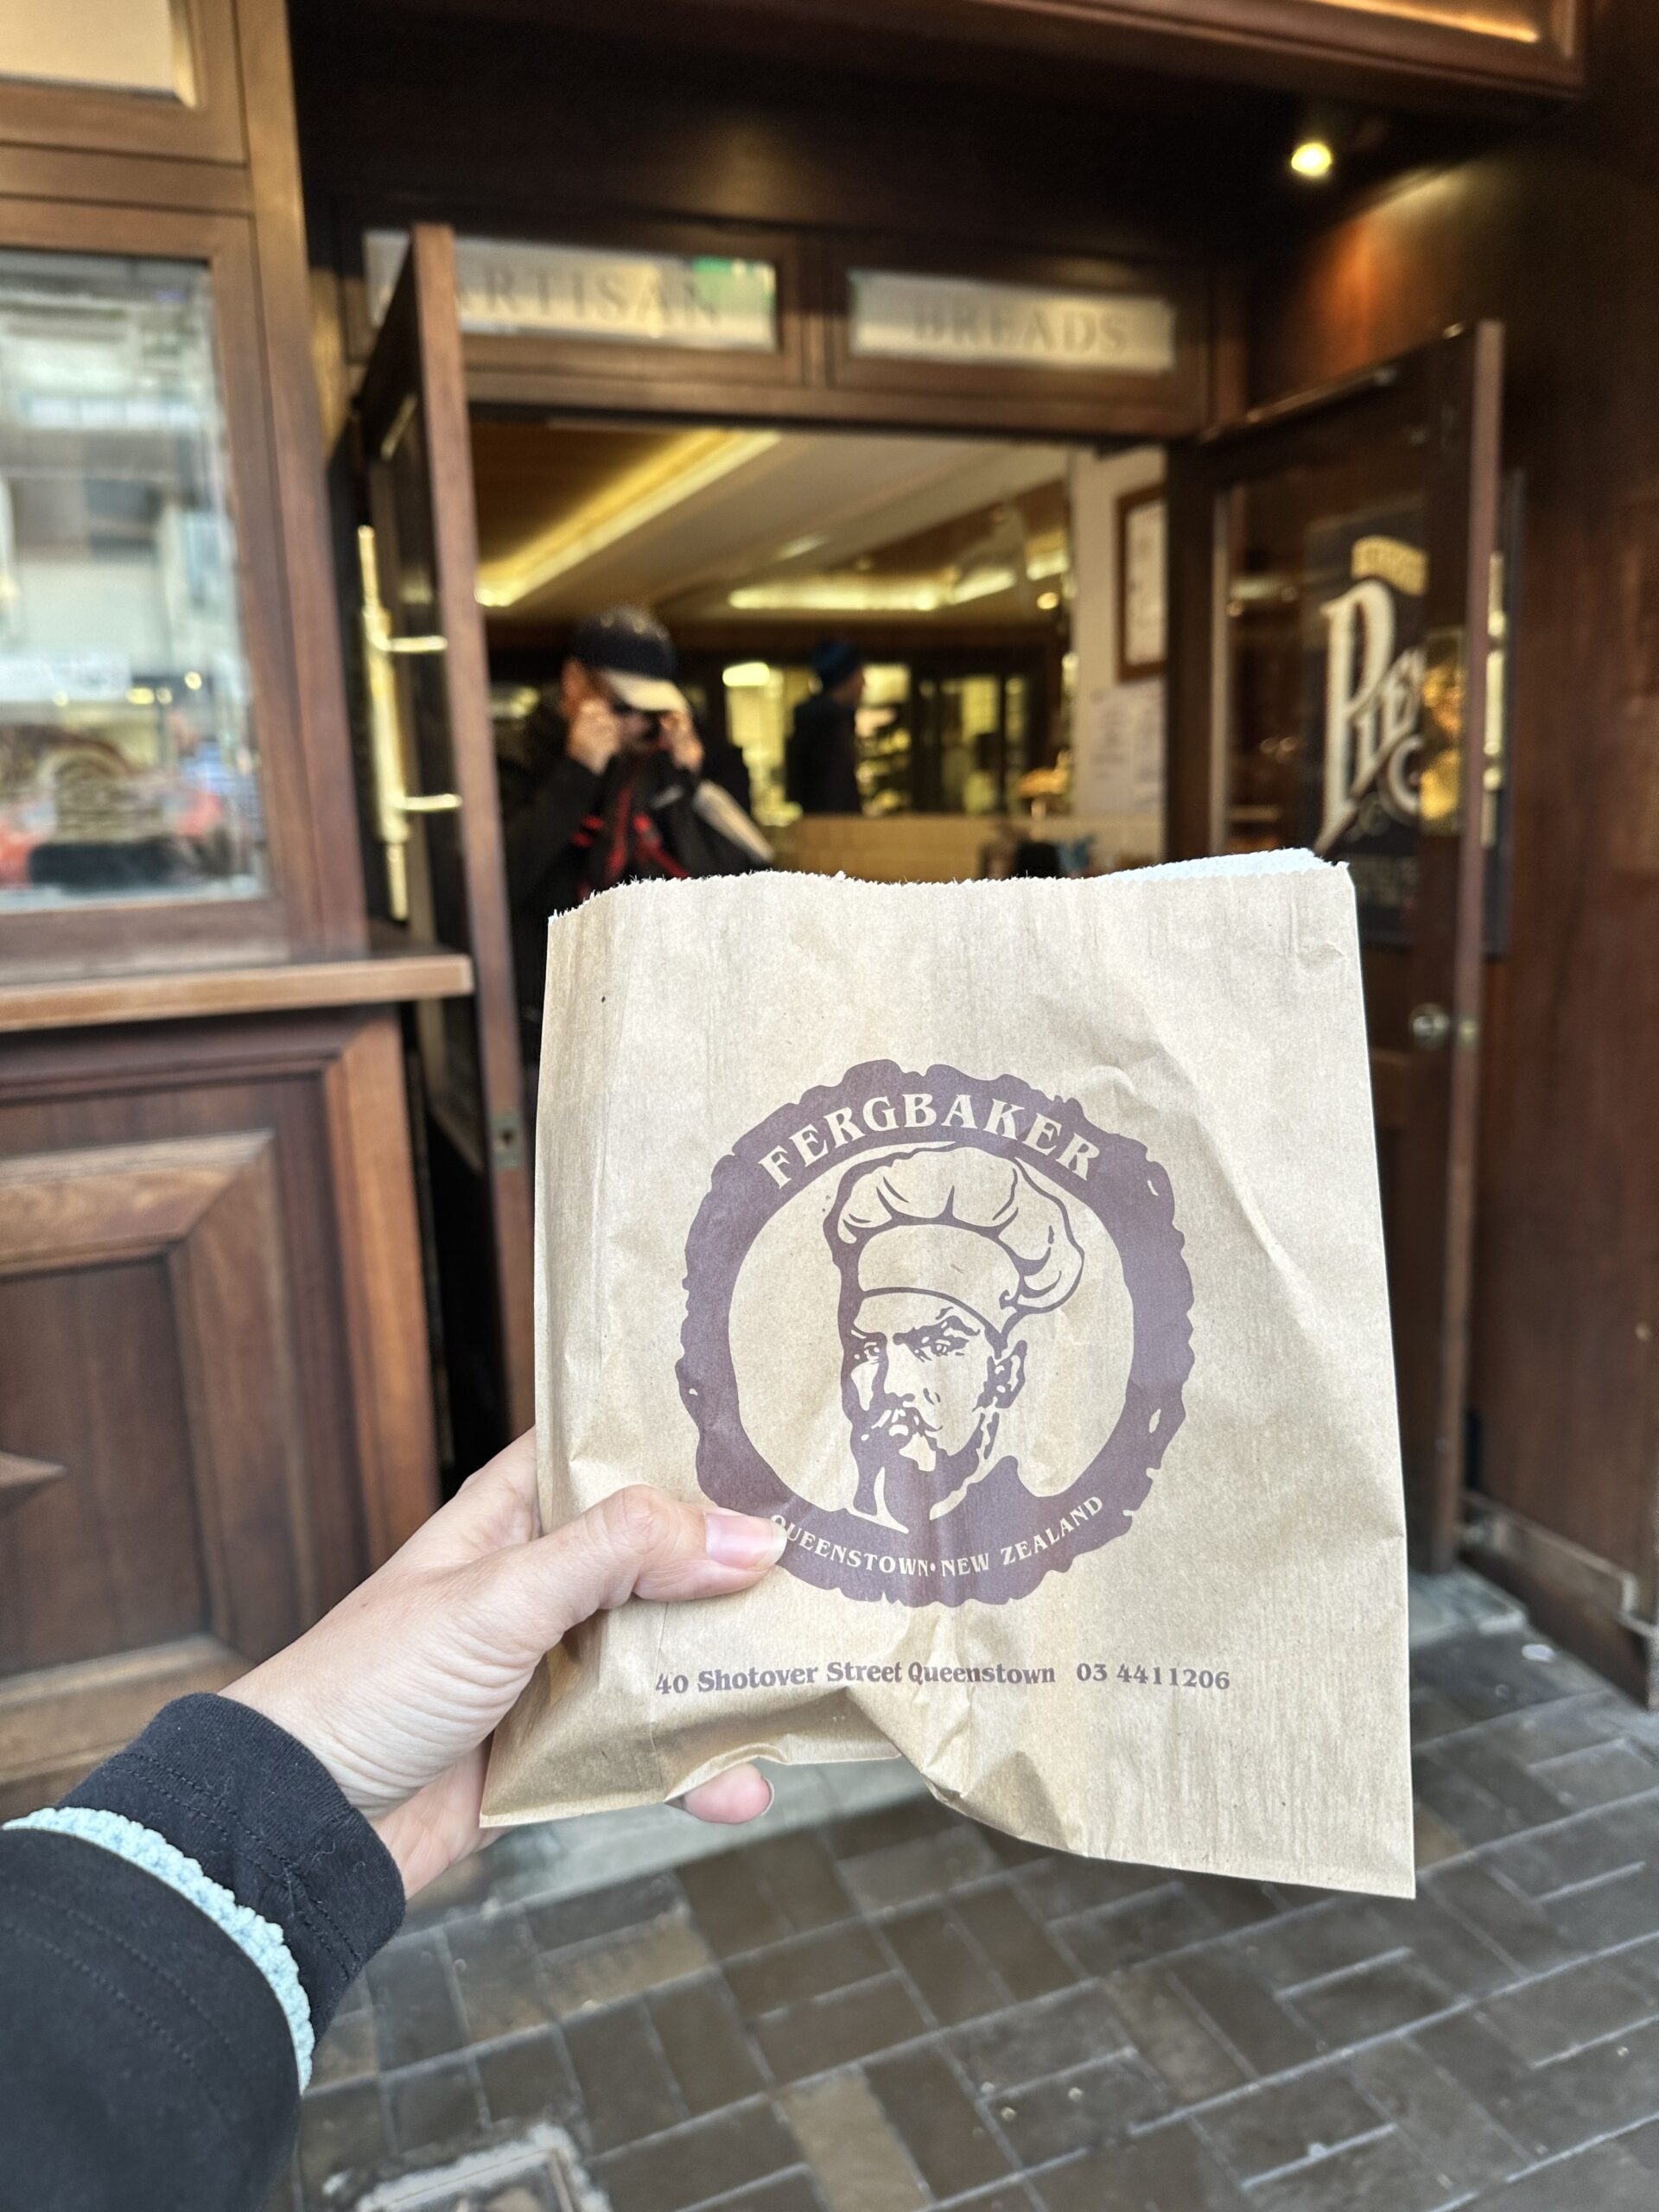 ARTISAN BREADS
FERGBAKER
QUEENSTOWN • NEW ZEALAND
40 Shotover Street Queenstown 03 4411206